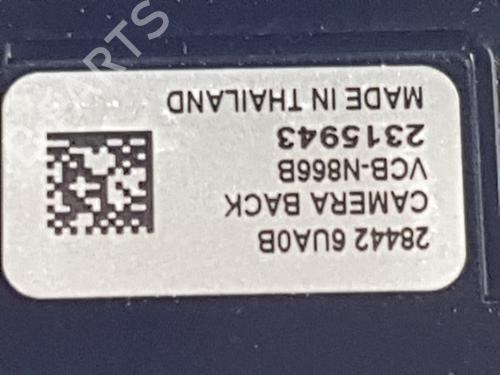 28442 6UA0B
CAMERA BACK
VCB-N866B
2315943
MADE IN THAILAND